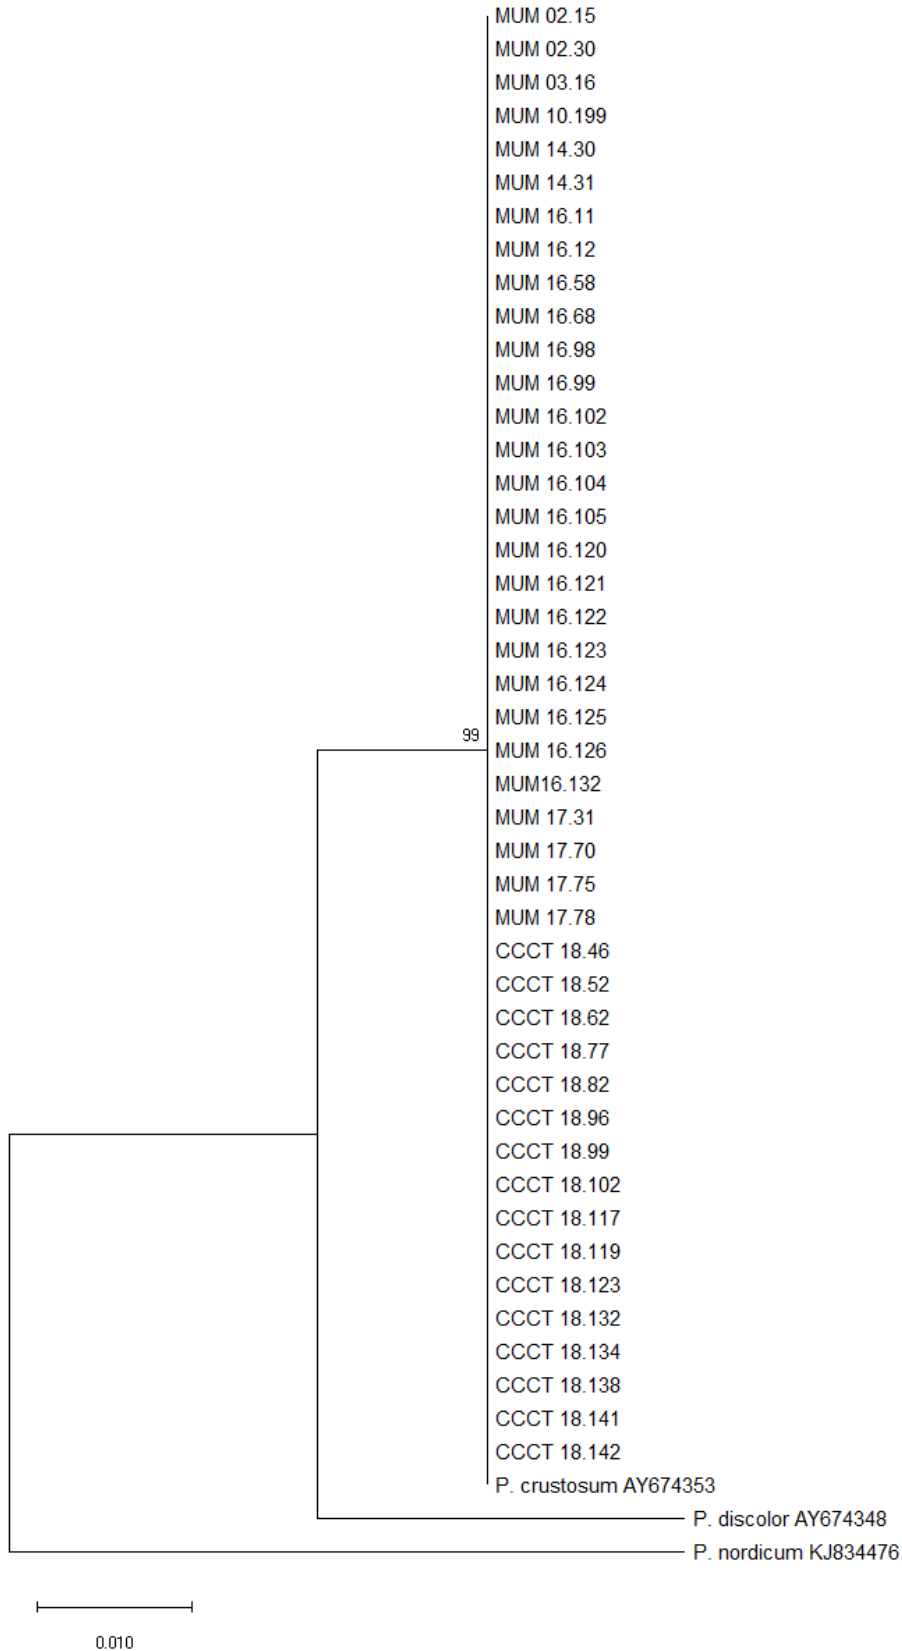 MUM 02.15
MUM 02.30
MUM 03.16
MUM 10.199
MUM 14.30
MUM 14.31
MUM 16.11
MUM 16.12
MUM 16.58
MUM 16.68
MUM 16.98
MUM 16.99
MUM 16.102
MUM 16.103
MUM 16.104
MUM 16.105
MUM 16.120
MUM 16.121
MUM 16.122
MUM 16.123
MUM 16.124
MUM 16.125
99
MUM 16.126
MUM16.132
MUM 17.31
MUM 17.70
MUM 17.75
MUM 17.78
CCCT 18.46
CCCT 18.52
CCCT 18.62
CCCT 18.77
CCCT 18.82
CCCT 18.96
CCCT 18.99
CCCT 18.102
CCCT 18.117
CCCT 18.119
CCCT 18.123
CCCT 18.132
CCCT 18.134
CCCT 18.138
CCCT 18.141
CCCT 18.142
P. crustosum AY674353
P. discolor AY674348
P. nordicum KJ834476
0.010